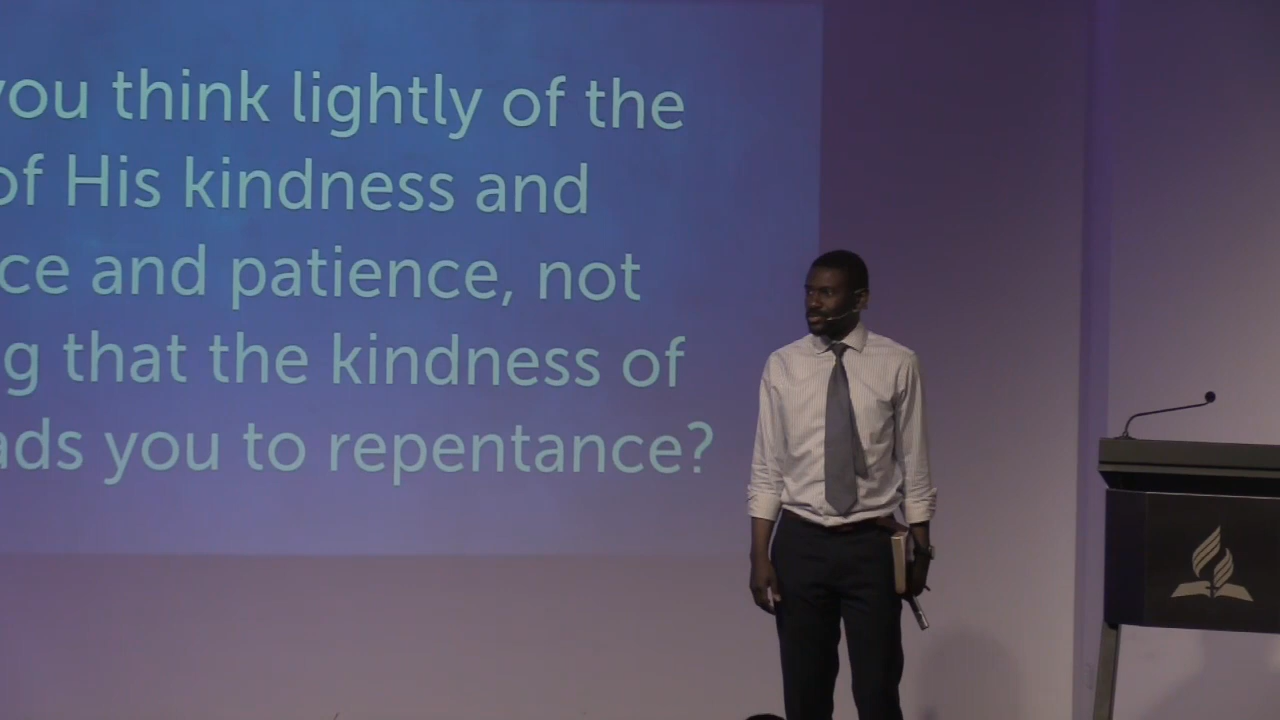 you think lightly of the
of His kindness and
ce and patience, not
g that the kindness of
ads you to repentance?